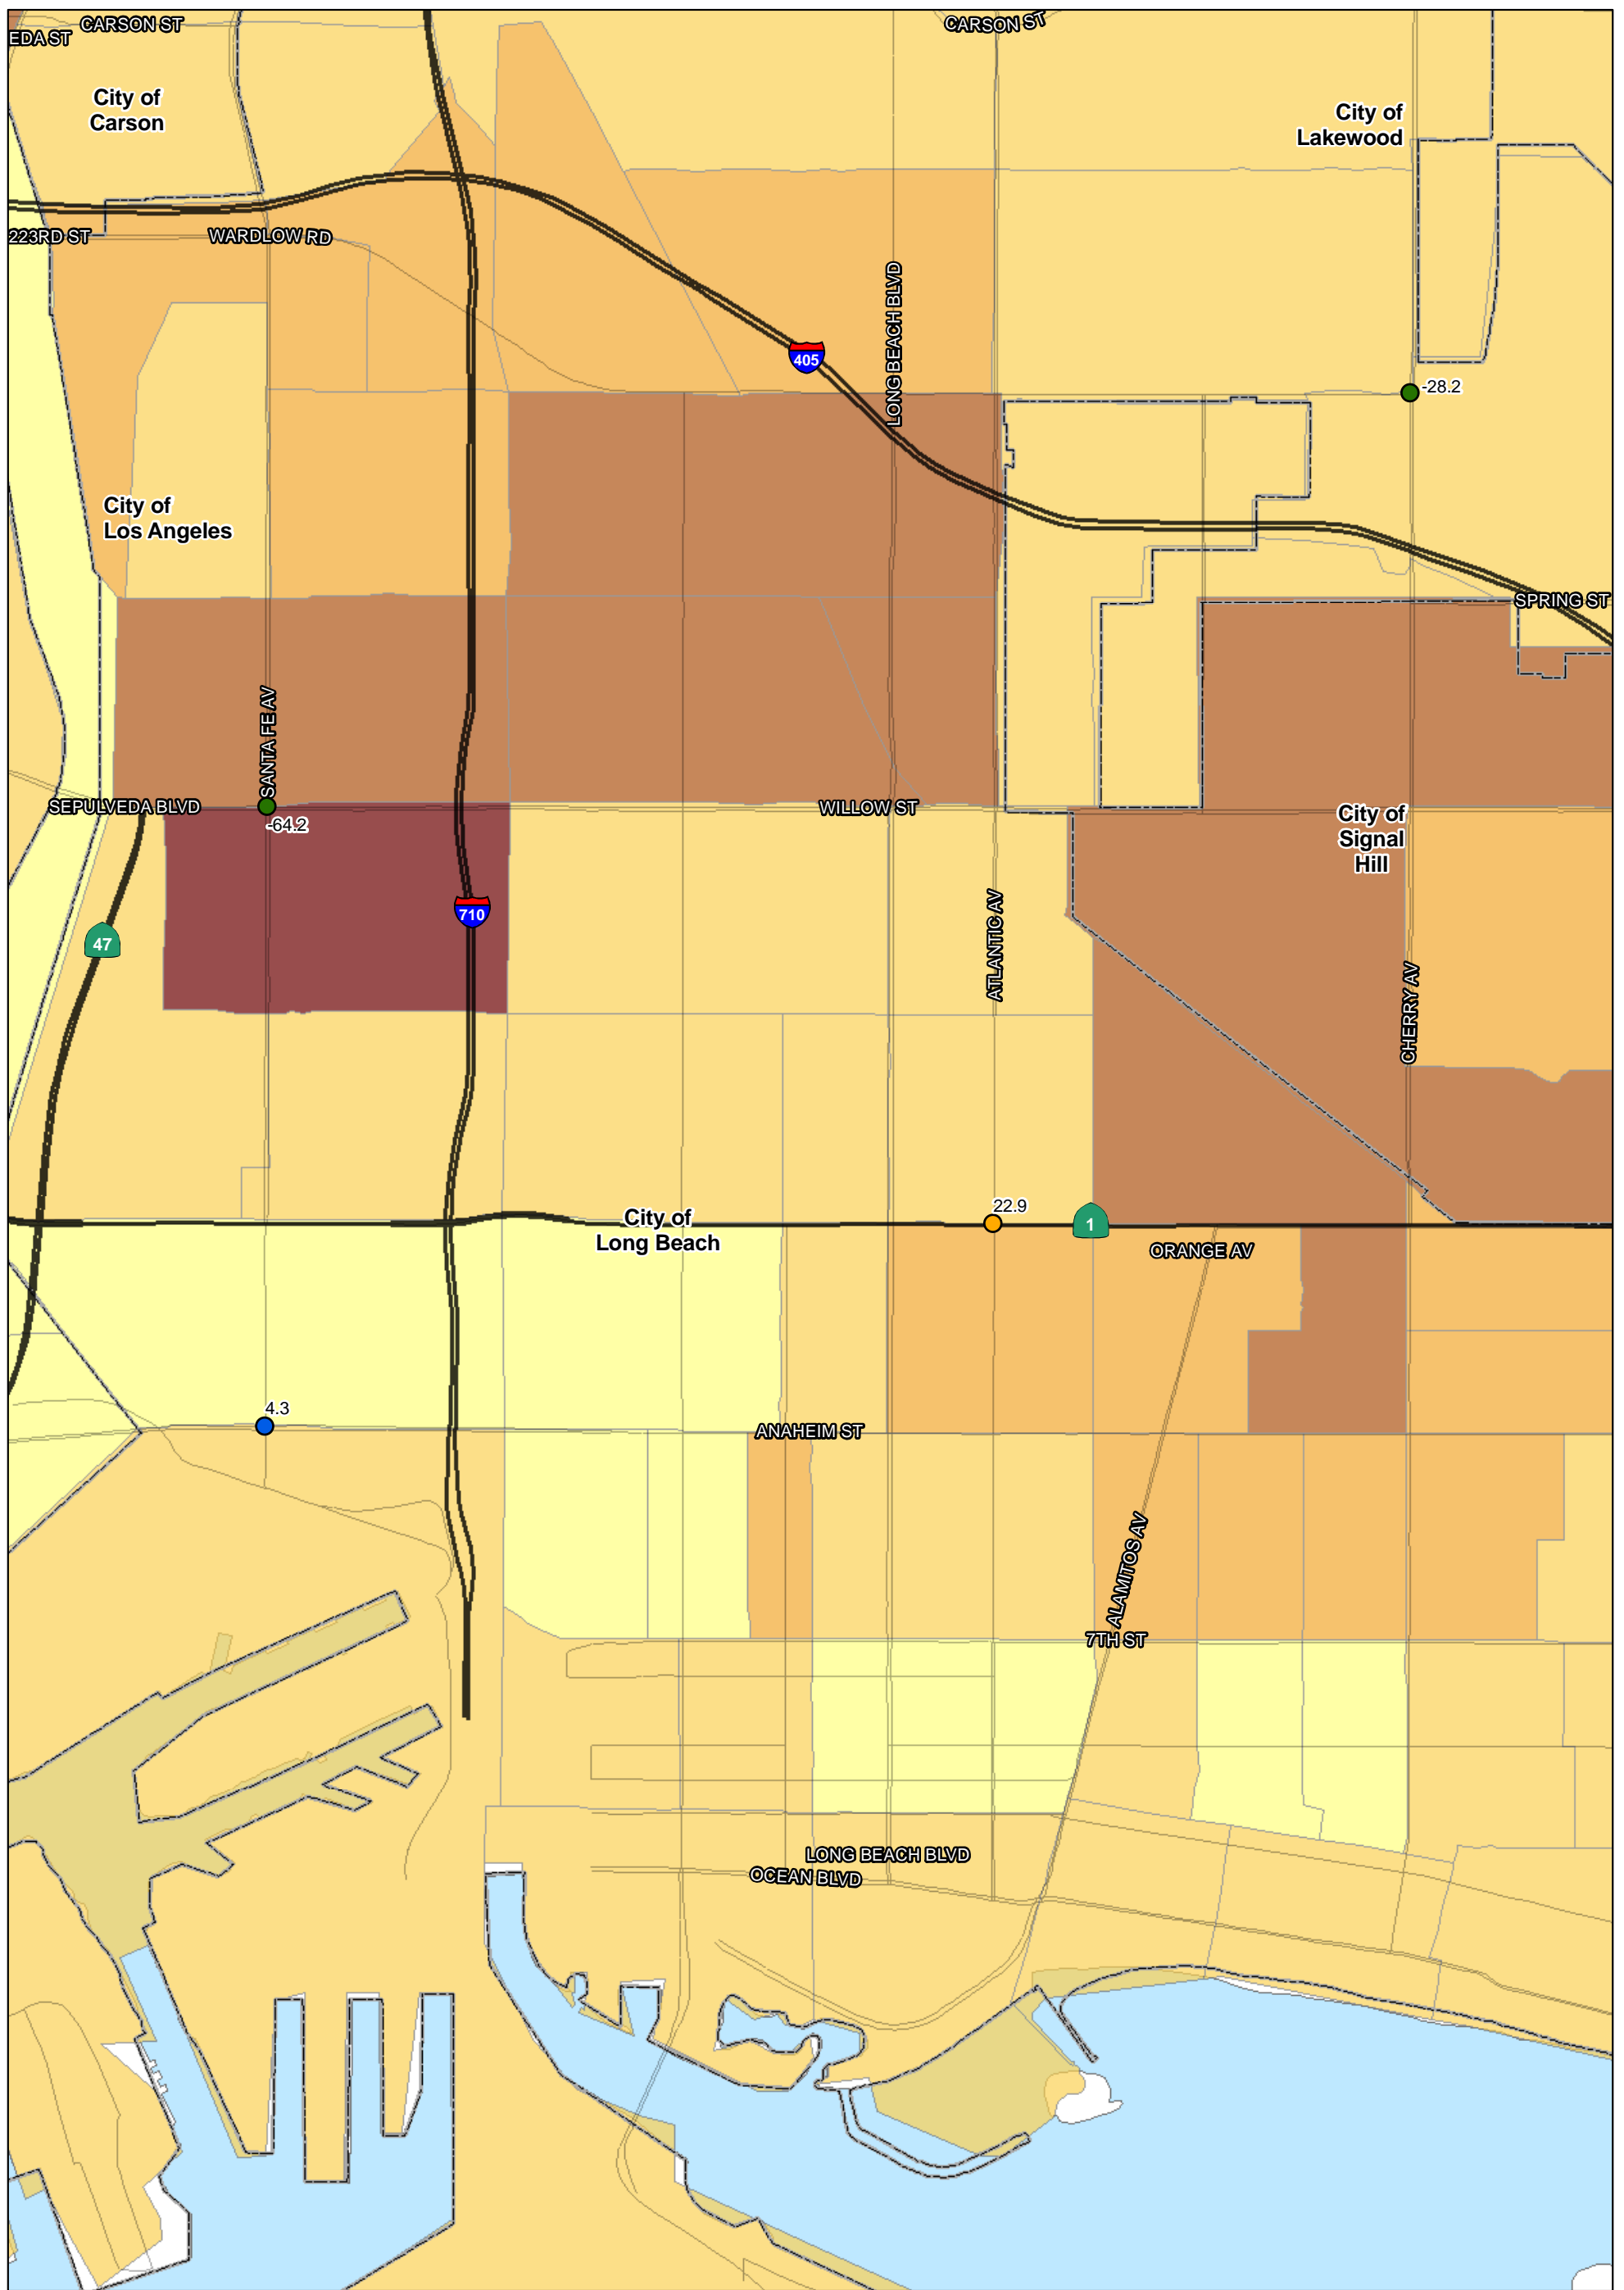 CARSON ST
CARSON ST
EDA ST
City of
Carson
City of
Lakewood
223RD ST
WARDLOW RD
LONG BEACH BLVD
405
-28.2
City of
Los Angeles
SPRING ST
SANTA FE AV
SEPULVEDA BLVD
WILLOW ST
-64.2
City of
Signal
Hill
710
47
ATLANTIC AV
CHERRY AV
22.9
City of
Long Beach
1
ORANGE AV
4.3
ANAHEIM ST
ALAMITOS AV
7TH ST
LONG BEACH BLVD
OCEAN BLVD